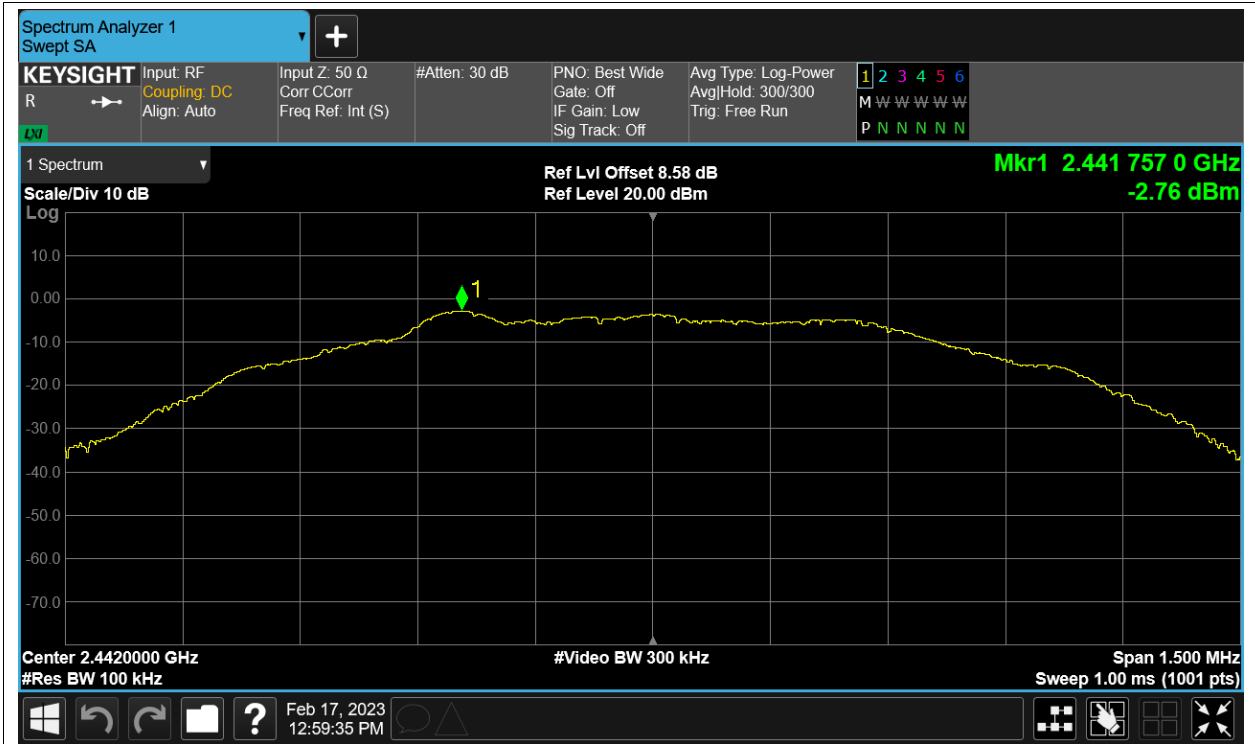 Spectrum Analyzer 1
Swept SA
+
KEYSIGHT
R
LXI
Input: RF
Coupling: DC
Align: Auto
Input Z: 50 Ω
Corr CCorr
Freq Ref: Int (S)
#Atten: 30 dB
PNO: Best Wide
Gate: Off
IF Gain: Low
Sig Track: Off
Avg Type: Log-Power
Avg|Hold: 300/300
Trig: Free Run
1 2 3 4 5 6
M W W W W W
P N N N N N
1 Spectrum
Scale/Div 10 dB
Ref Lvl Offset 8.58 dB
Ref Level 20.00 dBm
Mkr1 2.441 757 0 GHz
-2.76 dBm
Log
10.0
0.00
-10.0
-20.0
-30.0
-40.0
-50.0
-60.0
-70.0
1
Center 2.4420000 GHz
#Res BW 100 kHz
#Video BW 300 kHz
Span 1.500 MHz
Sweep 1.00 ms (1001 pts)
?
Feb 17, 2023
12:59:35 PM